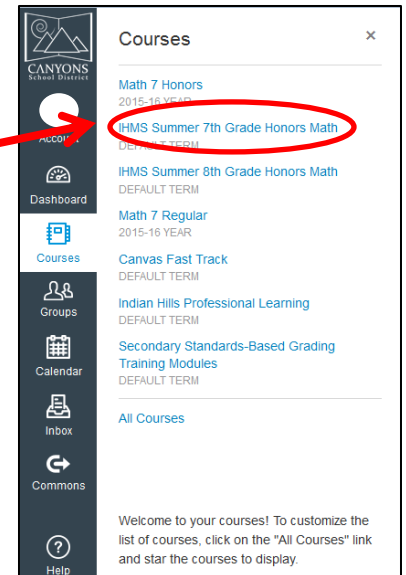 CANYONS
School District
Account
Dashboard
Courses
Groups
Calendar
Inbox
Commons
Help
Courses
×
Math 7 Honors
2015-16 YEAR
IHMS Summer 7th Grade Honors Math
DEFAULT TERM
IHMS Summer 8th Grade Honors Math
DEFAULT TERM
Math 7 Regular
2015-16 YEAR
Canvas Fast Track
DEFAULT TERM
Indian Hills Professional Learning
DEFAULT TERM
Secondary Standards-Based Grading
Training Modules
DEFAULT TERM
All Courses
Welcome to your courses! To customize the
list of courses, click on the "All Courses" link
and star the courses to display.